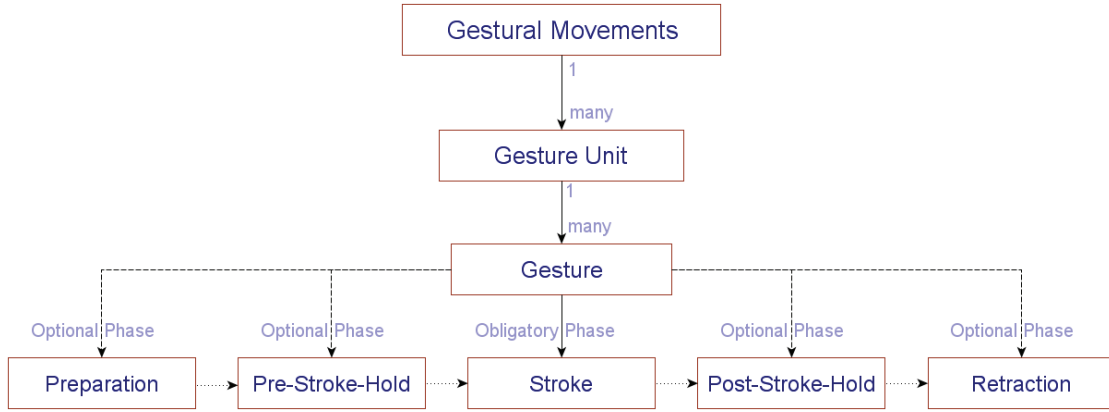 Gestural Movements
1
many
Gesture Unit
1
many
Gesture
Optional Phase
Optional Phase
Obligatory Phase
Optional Phase
Optional Phase
Preparation
Pre-Stroke-Hold
Stroke
Post-Stroke-Hold
Retraction